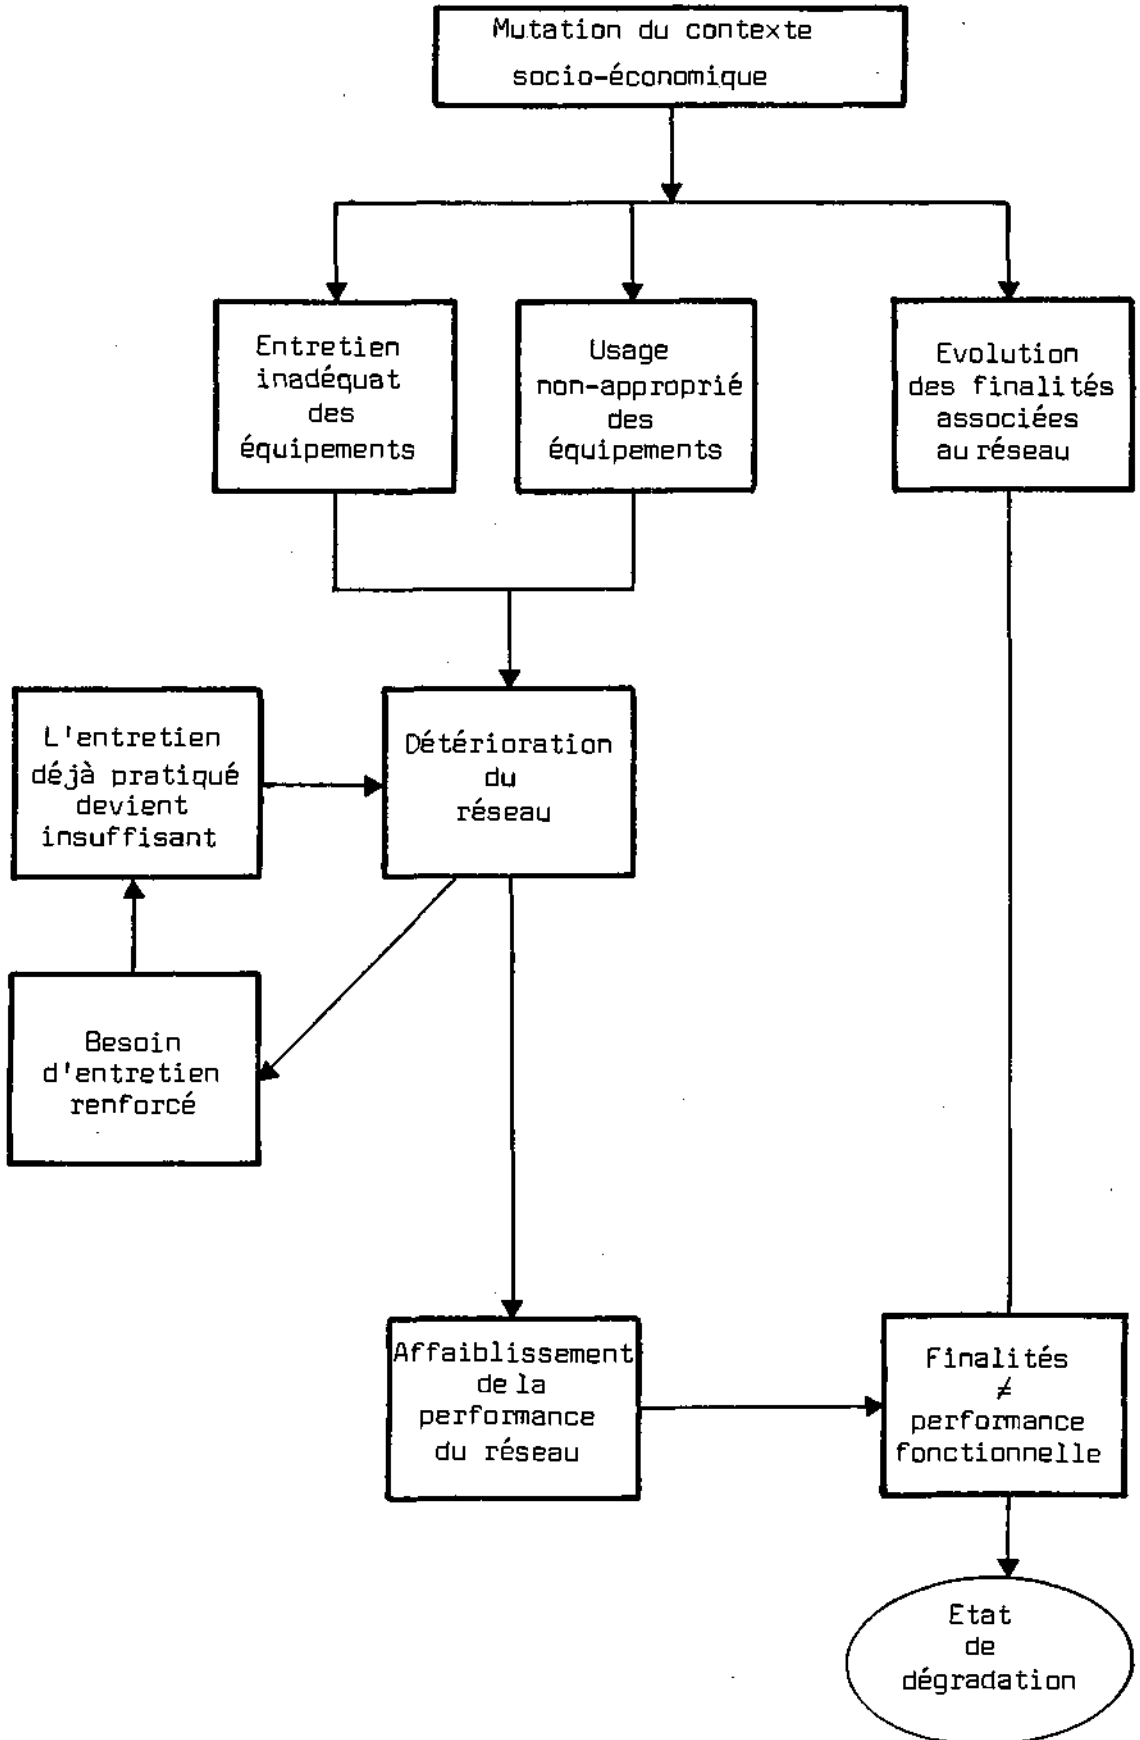 Mutation du contexte
socio-économique
Entretien
inadéquat
des
équipements
Usage
non-approprié
des
équipements
Evolution
des finalités
associées
au réseau
L'entretien
déjà pratiqué
devient
insuffisant
Détérioration
du
réseau
Besoin
d'entretien
renforcé
Affaiblissement
de la
performance
du réseau
Finalités
≠
performance
fonctionnelle
Etat
de
dégradation